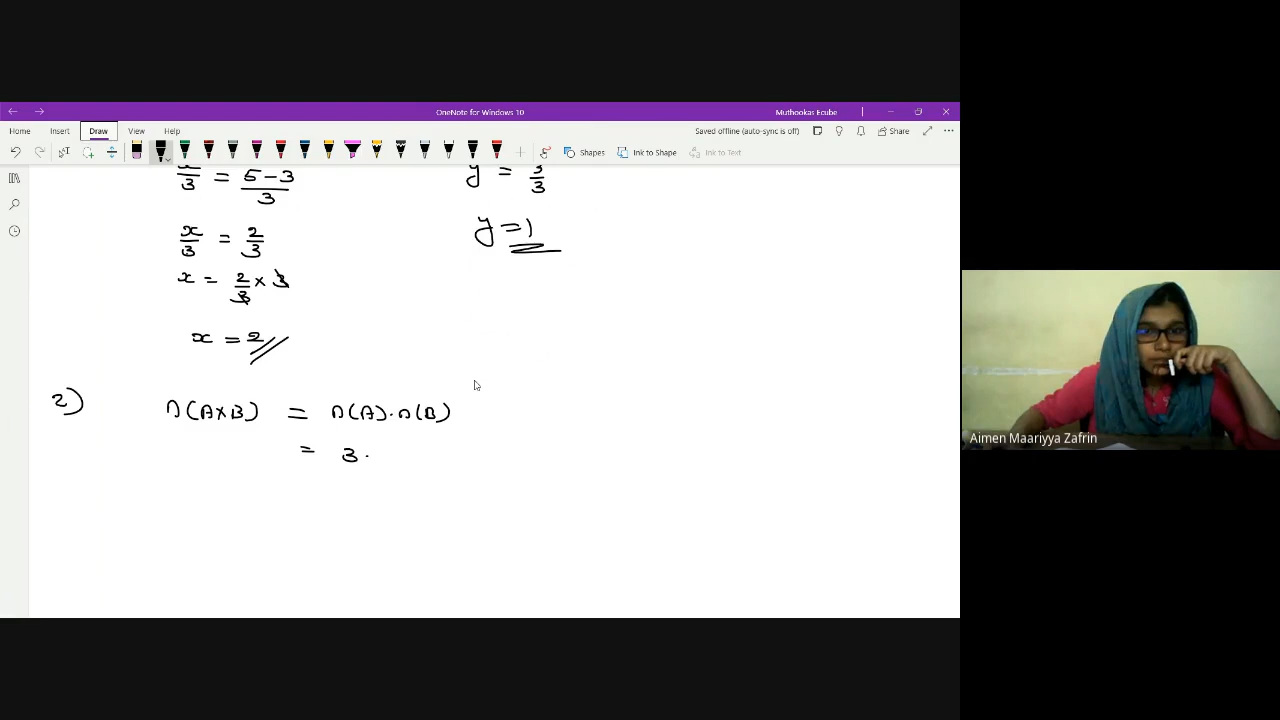 OneNote for Windows 10
Muthookas Ecube
Home Insert Draw View Help
Saved offline (auto-sync is off) Share
Shapes Ink to Shape Ink to Text
x/3 = (5-3)/3
x/3 = 2/3
x = 2/3 × 3
x = 2
y = 3/3
y = 1
2) n(A×B) = n(A).n(B)
= 3.
Aimen Maariyya Zafrin